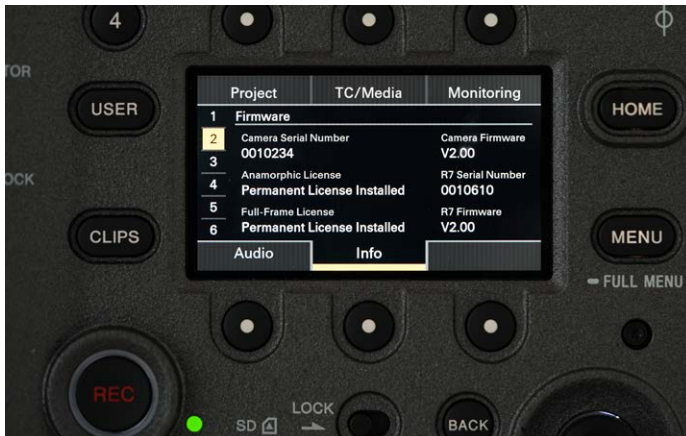 4
TOR
USER
Project TC/Media Monitoring
HOME
1 Firmware
2 Camera Serial Number Camera Firmware
0010234 V2.00
3
Anamorphic License R7 Serial Number
4 Permanent License Installed 0010610
5 Full-Frame License R7 Firmware
6 Permanent License Installed V2.00
OCK
CLIPS
Audio Info
MENU
FULL MENU
REC
SD
LOCK
BACK